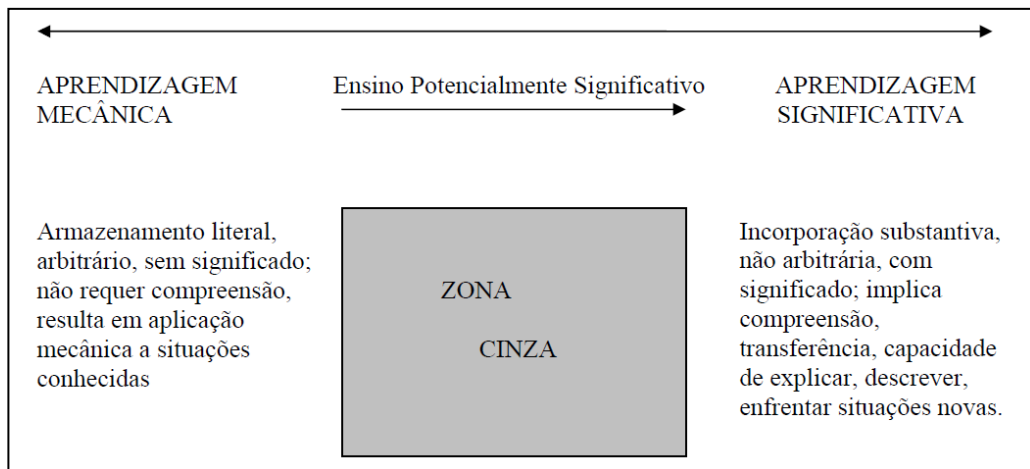 APRENDIZAGEM
MECÂNICA
Ensino Potencialmente Significativo
APRENDIZAGEM
SIGNIFICATIVA
Armazenamento literal,
arbitrário, sem significado;
não requer compreensão,
resulta em aplicação
mecânica a situações
conhecidas
ZONA
CINZA
Incorporação substantiva,
não arbitrária, com
significado; implica
compreensão,
transferência, capacidade
de explicar, descrever,
enfrentar situações novas.